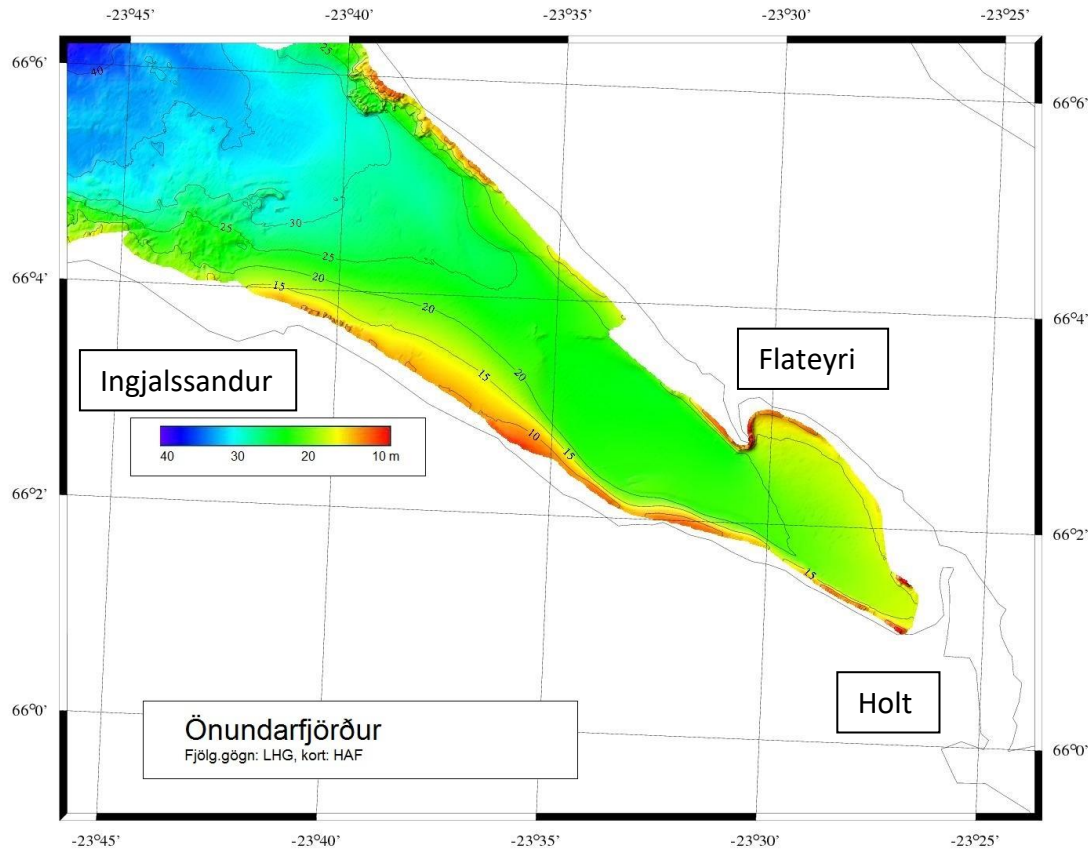 -23°45’ -23°40’ -23°35’ -23°30’ -23°25’
66°6’ 66°6’
66°4’ 66°4’
66°2’ 66°2’
66°0’ 66°0’
-23°45’ -23°40’ -23°35’ -23°30’ -23°25’
40
25
30
25
25
20
15
20
20
15
10
15
15
Flateyri
Ingjalssandur
40 30 20 10 m
Holt
Önundarfjörður
Fjölg.gögn: LHG, kort: HAF